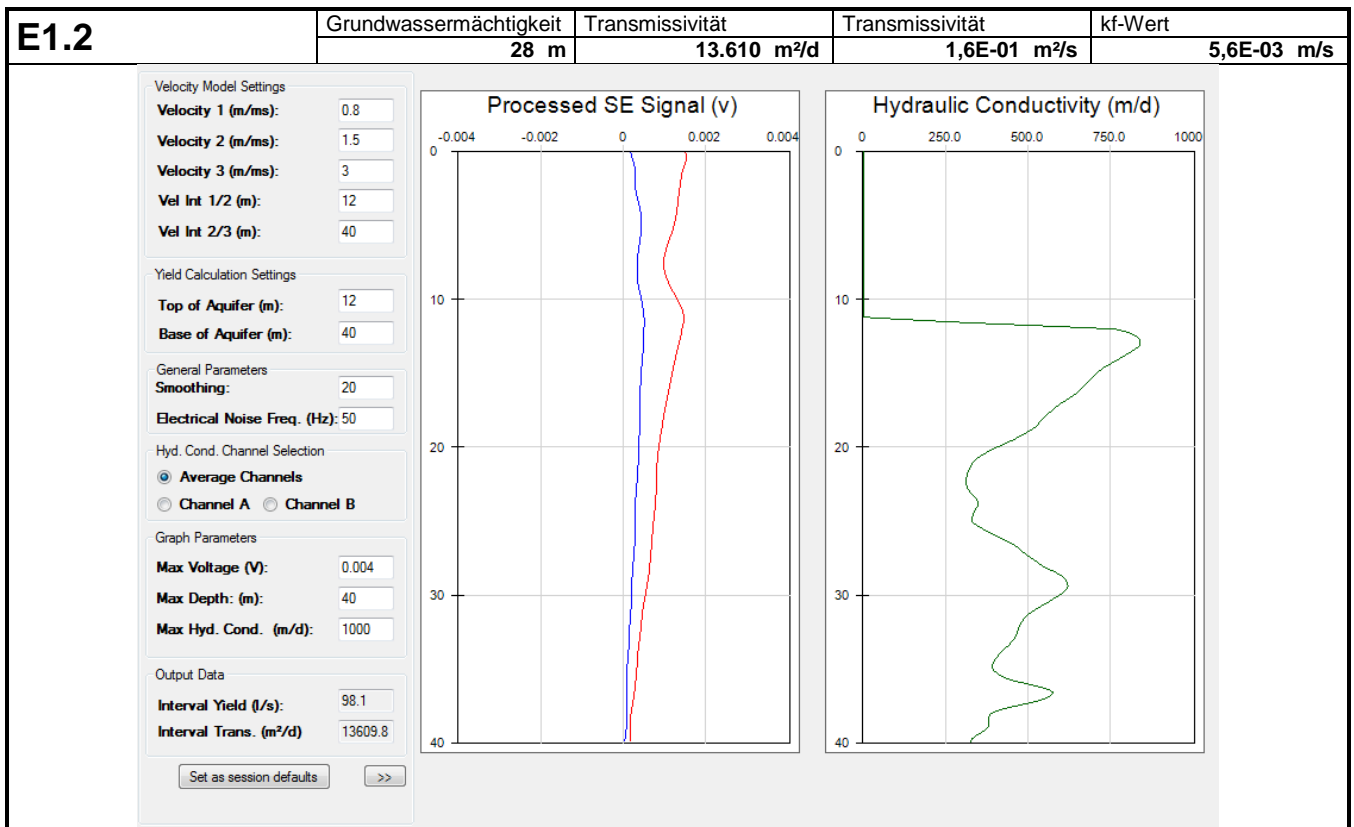 E1.2
Grundwassermächtigkeit Transmissivität Transmissivität kf-Wert
28 m 13.610 m²/d 1,6E-01 m²/s 5,6E-03 m/s
Velocity Model Settings
Velocity 1 (m/ms): 0.8
Velocity 2 (m/ms): 1.5
Velocity 3 (m/ms): 3
Vel Int 1/2 (m): 12
Vel Int 2/3 (m): 40
Yield Calculation Settings
Top of Aquifer (m): 12
Base of Aquifer (m): 40
General Parameters
Smoothing: 20
Electrical Noise Freq. (Hz): 50
Hyd. Cond. Channel Selection
Average Channels
Channel A Channel B
Graph Parameters
Max Voltage (V): 0.004
Max Depth: (m): 40
Max Hyd. Cond. (m/d): 1000
Output Data
Interval Yield (l/s): 98.1
Interval Trans. (m²/d) 13609.8
Set as session defaults >>
Processed SE Signal (v)
-0.004 -0.002 0 0.002 0.004
0
10
20
30
40
Hydraulic Conductivity (m/d)
0 250.0 500.0 750.0 1000
0
10
20
30
40